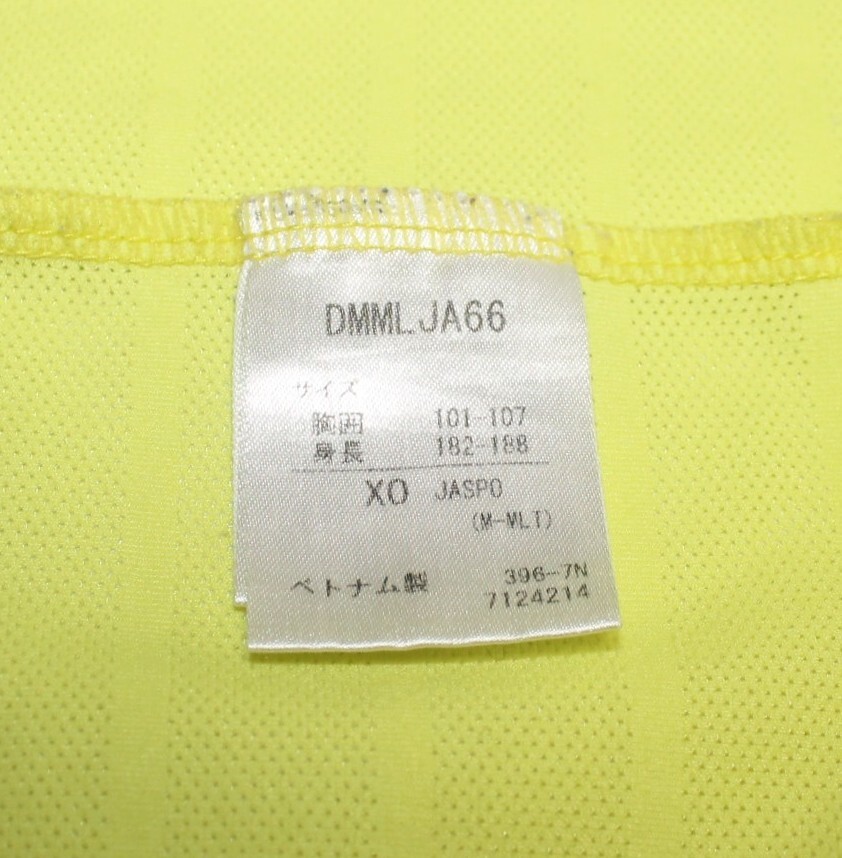 DMMLJA66
サイズ
胸囲 101-107
身長 182-188
XO JASPO
(M-MLT)
ベトナム製 396-7N
7124214